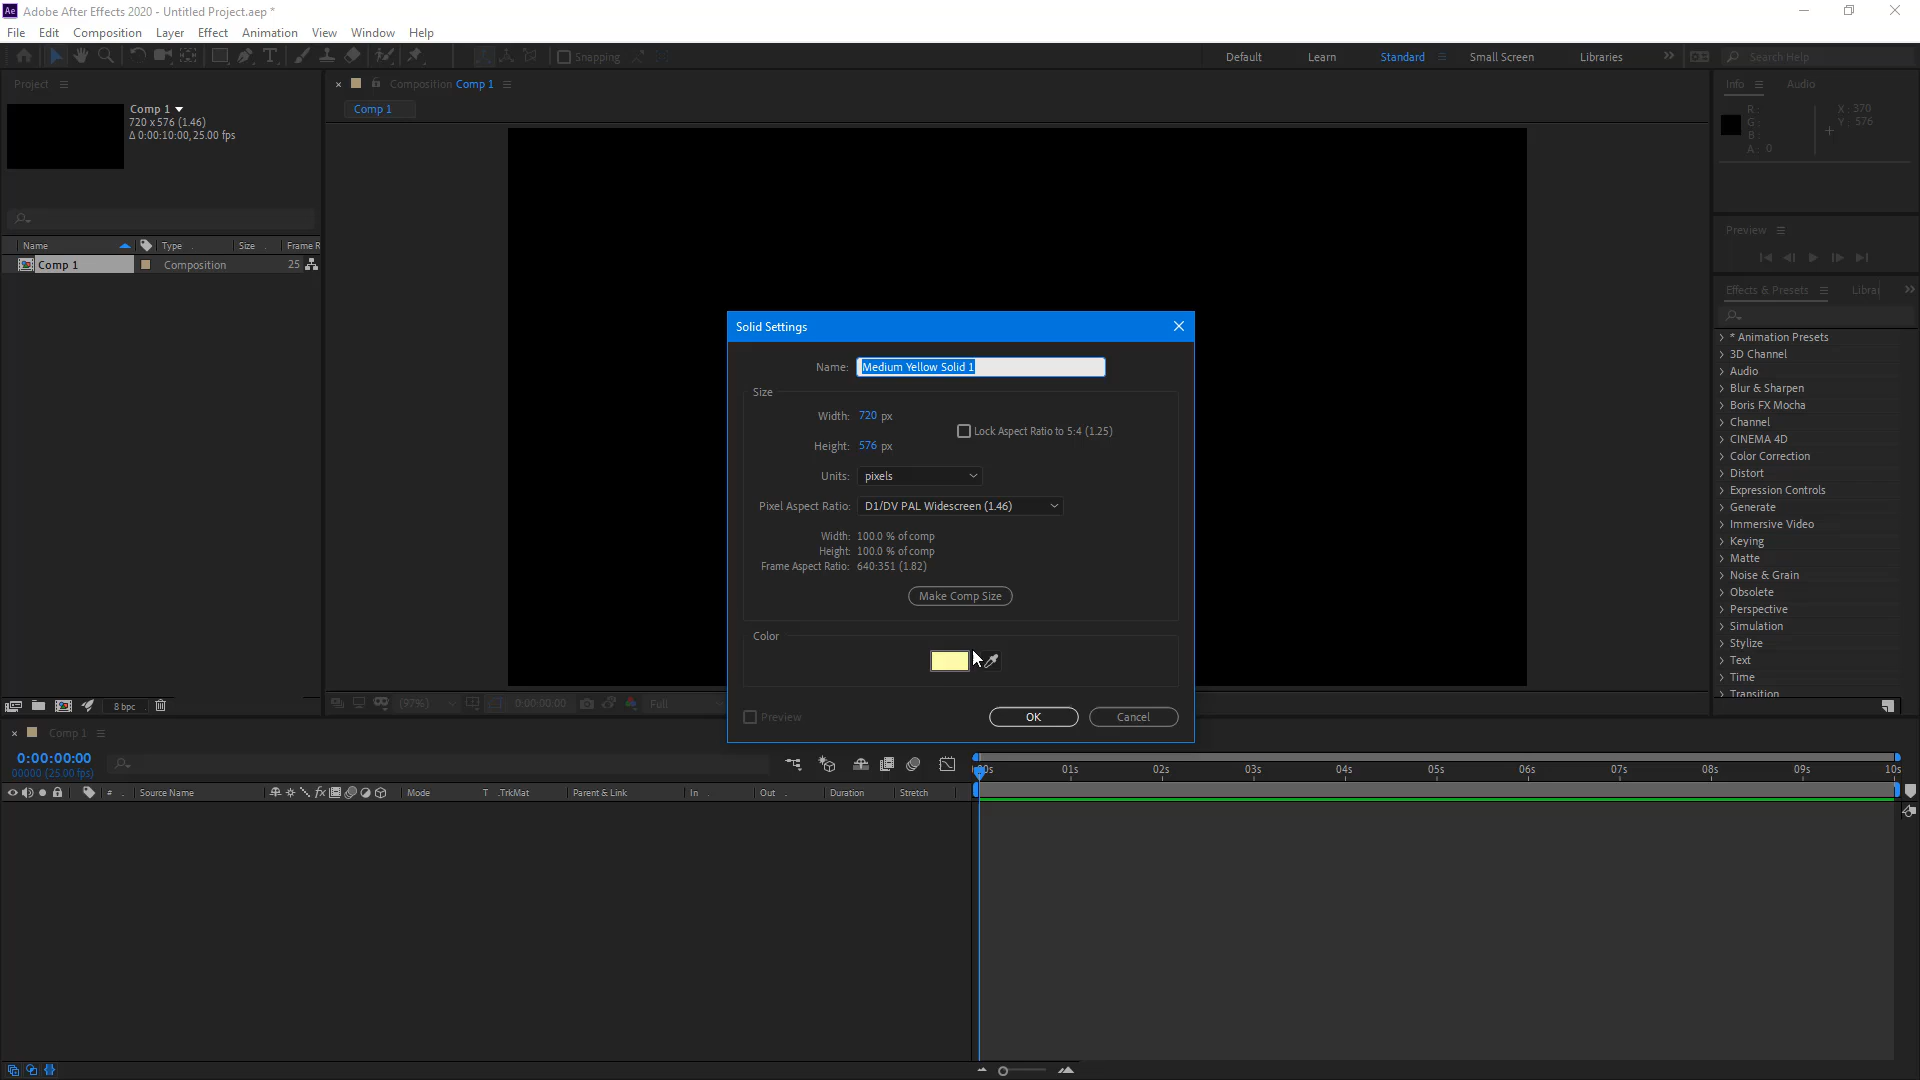 Ae Adobe After Effects 2020 - Untitled Project.aep *
File Edit Composition Layer Effect Animation View Window Help
Snapping Default Learn Standard Small Screen Libraries Search Help
Project
Comp 1
720 x 576 (1.46)
Δ 0:00:10:00, 25.00 fps
Name Type Size Frame R
Comp 1 Composition 25
8 bpc
Composition Comp 1
Comp 1
(97%) 0:00:00:00 Full
Solid Settings
Name: Medium Yellow Solid 1
Size
Width: 720 px
Lock Aspect Ratio to 5:4 (1.25)
Height: 576 px
Units: pixels
Pixel Aspect Ratio: D1/DV PAL Widescreen (1.46)
Width: 100.0 % of comp
Height: 100.0 % of comp
Frame Aspect Ratio: 640:351 (1.82)
Make Comp Size
Color
Preview OK Cancel
Info Audio
R: X: 370
G: Y: 576
B:
A: 0
Preview
Effects & Presets Librar
* Animation Presets
3D Channel
Audio
Blur & Sharpen
Boris FX Mocha
Channel
CINEMA 4D
Color Correction
Distort
Expression Controls
Generate
Immersive Video
Keying
Matte
Noise & Grain
Obsolete
Perspective
Simulation
Stylize
Text
Time
Transition
Comp 1
0:00:00:00
00000 (25.00 fps)
# Source Name fx Mode T .TrkMat Parent & Link In Out Duration Stretch
:00s 01s 02s 03s 04s 05s 06s 07s 08s 09s 10s